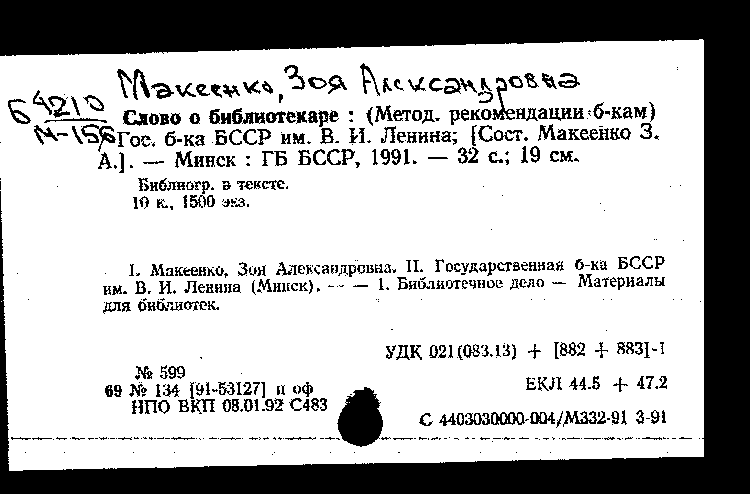 Макеенко, Зоя Александровна
Б 4210
М-156
Слово о библиотекаре : (Метод. рекомендации б-кам)
/ Гос. б-ка БССР им. В. И. Ленина; [Сост. Макеенко З.
А.]. — Минск : ГБ БССР, 1991. — 32 с.; 19 см.
Библиогр. в тексте.
10 к., 1500 экз.
I. Макеенко, Зоя Александровна. II. Государственная б-ка БССР
им. В. И. Ленина (Минск). — — 1. Библиотечное дело — Материалы
для библиотек.
УДК 021(083.13) + [882 + 883]-1
№ 599
69 № 134 [91-53127] п оф
ЕКЛ 44.5 + 47.2
НПО ВКП 08.01.92 С483
С 4403030000-004/М332-91 3-91